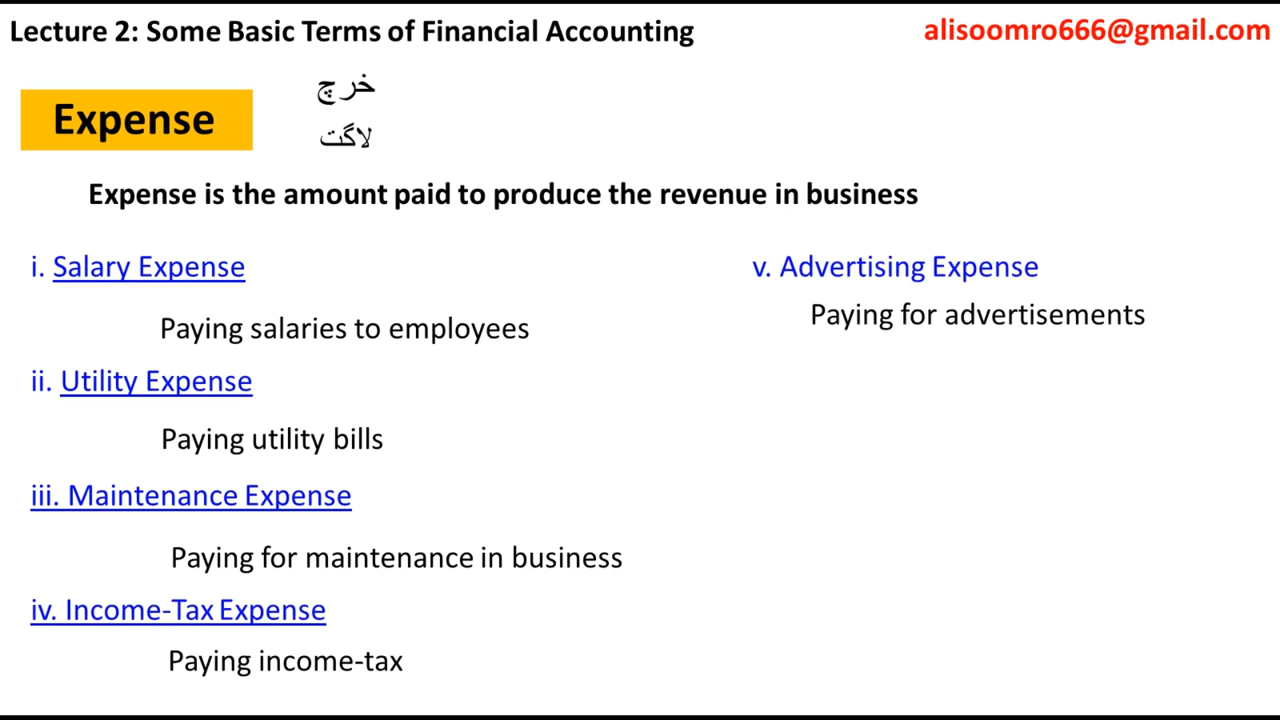 Lecture 2: Some Basic Terms of Financial Accounting
alisoomro666@gmail.com
خرچ
Expense
لاگت
Expense is the amount paid to produce the revenue in business
i. Salary Expense
Paying salaries to employees
ii. Utility Expense
Paying utility bills
iii. Maintenance Expense
Paying for maintenance in business
iv. Income-Tax Expense
Paying income-tax
v. Advertising Expense
Paying for advertisements